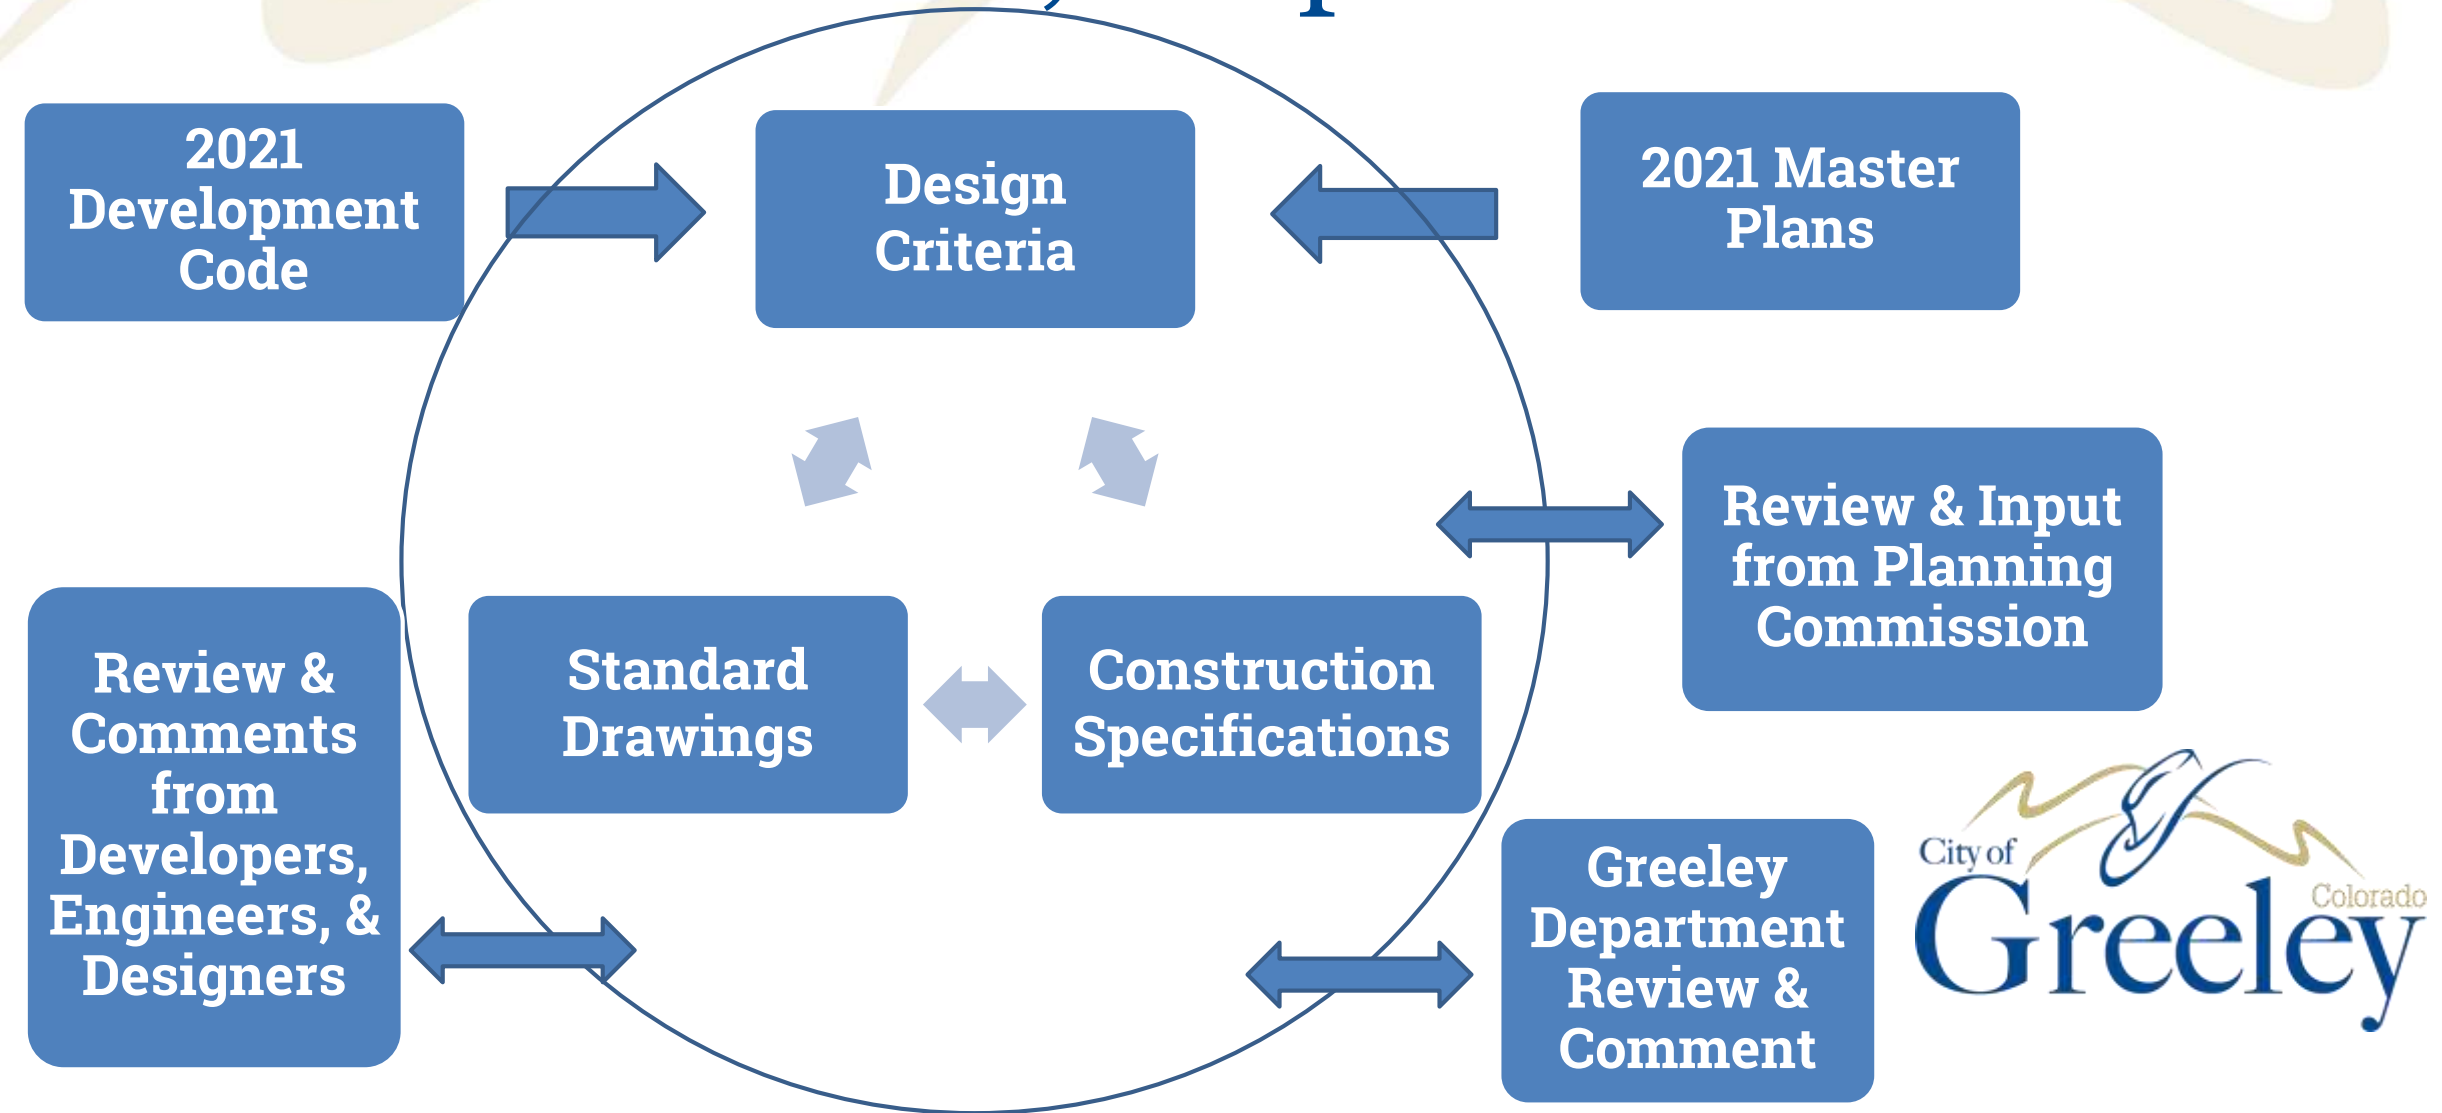 2021
Development
Code
Design
Criteria
2021 Master
Plans
Review & Input
from Planning
Commission
Review &
Comments
from
Developers,
Engineers, &
Designers
Standard
Drawings
Construction
Specifications
Greeley
Department
Review &
Comment
City of
Greeley
Colorado